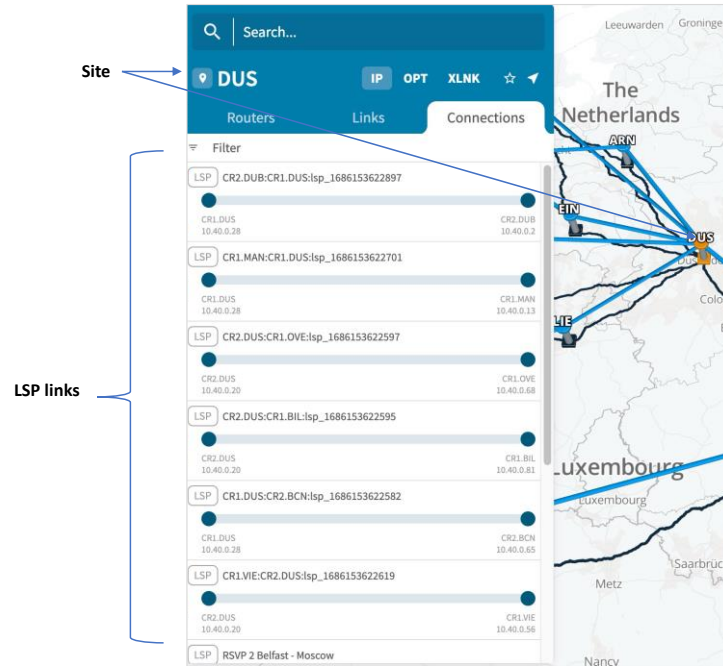 Site
LSP links
Search...
DUS
IP OPT XLNK
Routers Links Connections
Filter
LSP CR2.DUB:CR1.DUS:lsp_1686153622897
CR1.DUS CR2.DUB
10.40.0.28 10.40.0.2
LSP CR1.MAN:CR1.DUS:lsp_1686153622701
CR1.DUS CR1.MAN
10.40.0.28 10.40.0.13
LSP CR2.DUS:CR1.OVE:lsp_1686153622597
CR2.DUS CR1.OVE
10.40.0.20 10.40.0.68
LSP CR2.DUS:CR1.BIL:lsp_1686153622595
CR2.DUS CR1.BIL
10.40.0.20 10.40.0.81
LSP CR1.DUS:CR2.BCN:lsp_1686153622582
CR1.DUS CR2.BCN
10.40.0.28 10.40.0.65
LSP CR1.VIE:CR2.DUS:lsp_1686153622619
CR2.DUS CR1.VIE
10.40.0.20 10.40.0.56
LSP RSVP 2 Belfast - Moscow
Leeuwarden Groninge
The
Netherlands
ARN
EIN
DUS
Colo
LIE
Luxembourg
Luxembourg
Saarbrüc
Metz
Nancy